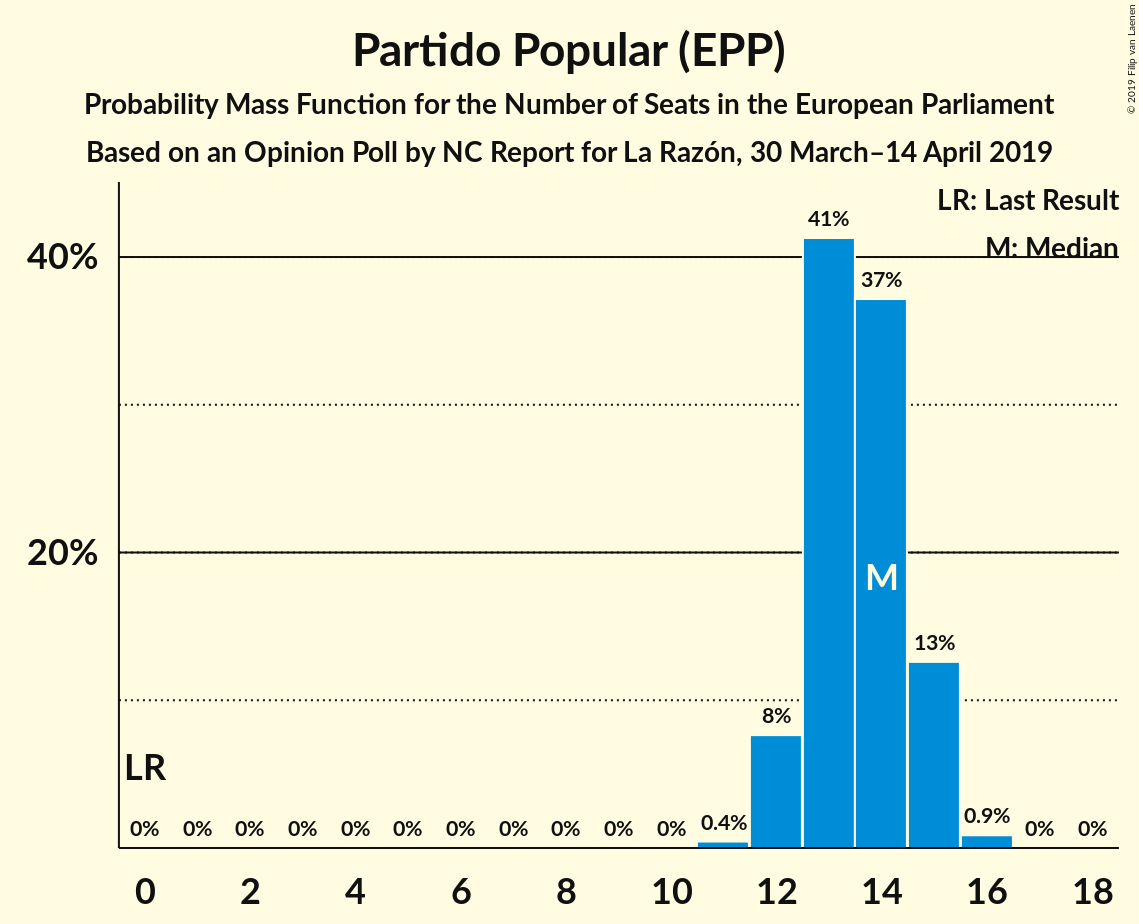 Partido Popular (EPP)
Probability Mass Function for the Number of Seats in the European Parliament
Based on an Opinion Poll by NC Report for La Razón, 30 March–14 April 2019
© 2019 Filip van Laenen
LR: Last Result
M: Median
41%
40%
37%
20%
M
13%
8%
LR
0% 0% 0% 0% 0% 0% 0% 0% 0% 0% 0% 0.4% 0.9% 0% 0%
0 2 4 6 8 10 12 14 16 18